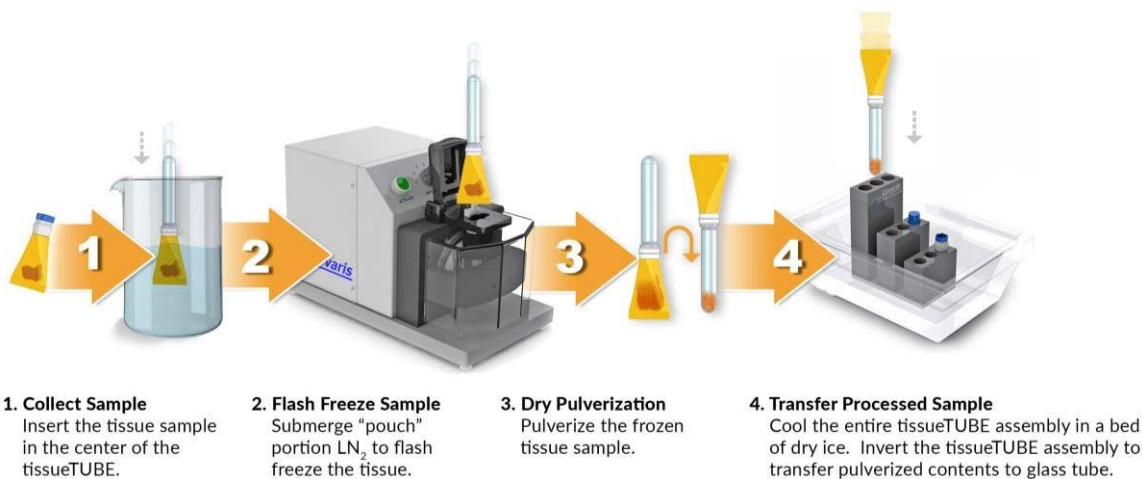 1
2
3
4
varis
covaris
1. Collect Sample
Insert the tissue sample
in the center of the
tissueTUBE.
2. Flash Freeze Sample
Submerge “pouch”
portion LN2 to flash
freeze the tissue.
3. Dry Pulverization
Pulverize the frozen
tissue sample.
4. Transfer Processed Sample
Cool the entire tissueTUBE assembly in a bed
of dry ice. Invert the tissueTUBE assembly to
transfer pulverized contents to glass tube.